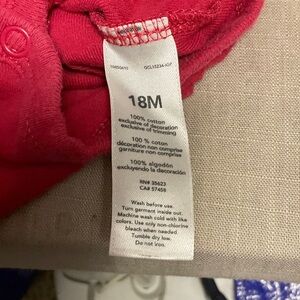 18M
100% cotton
exclusive of decoration
exclusive of trimming
100% coton
décoration non comprise
garniture non comprise
100% algodón
excluyendo la decoración
RN# 35623
CA# 57458
Wash before use.
Turn garment inside out.
Machine wash cold with like
colors. Use only non-chlorine
bleach when needed.
Tumble dry low.
Do not iron.